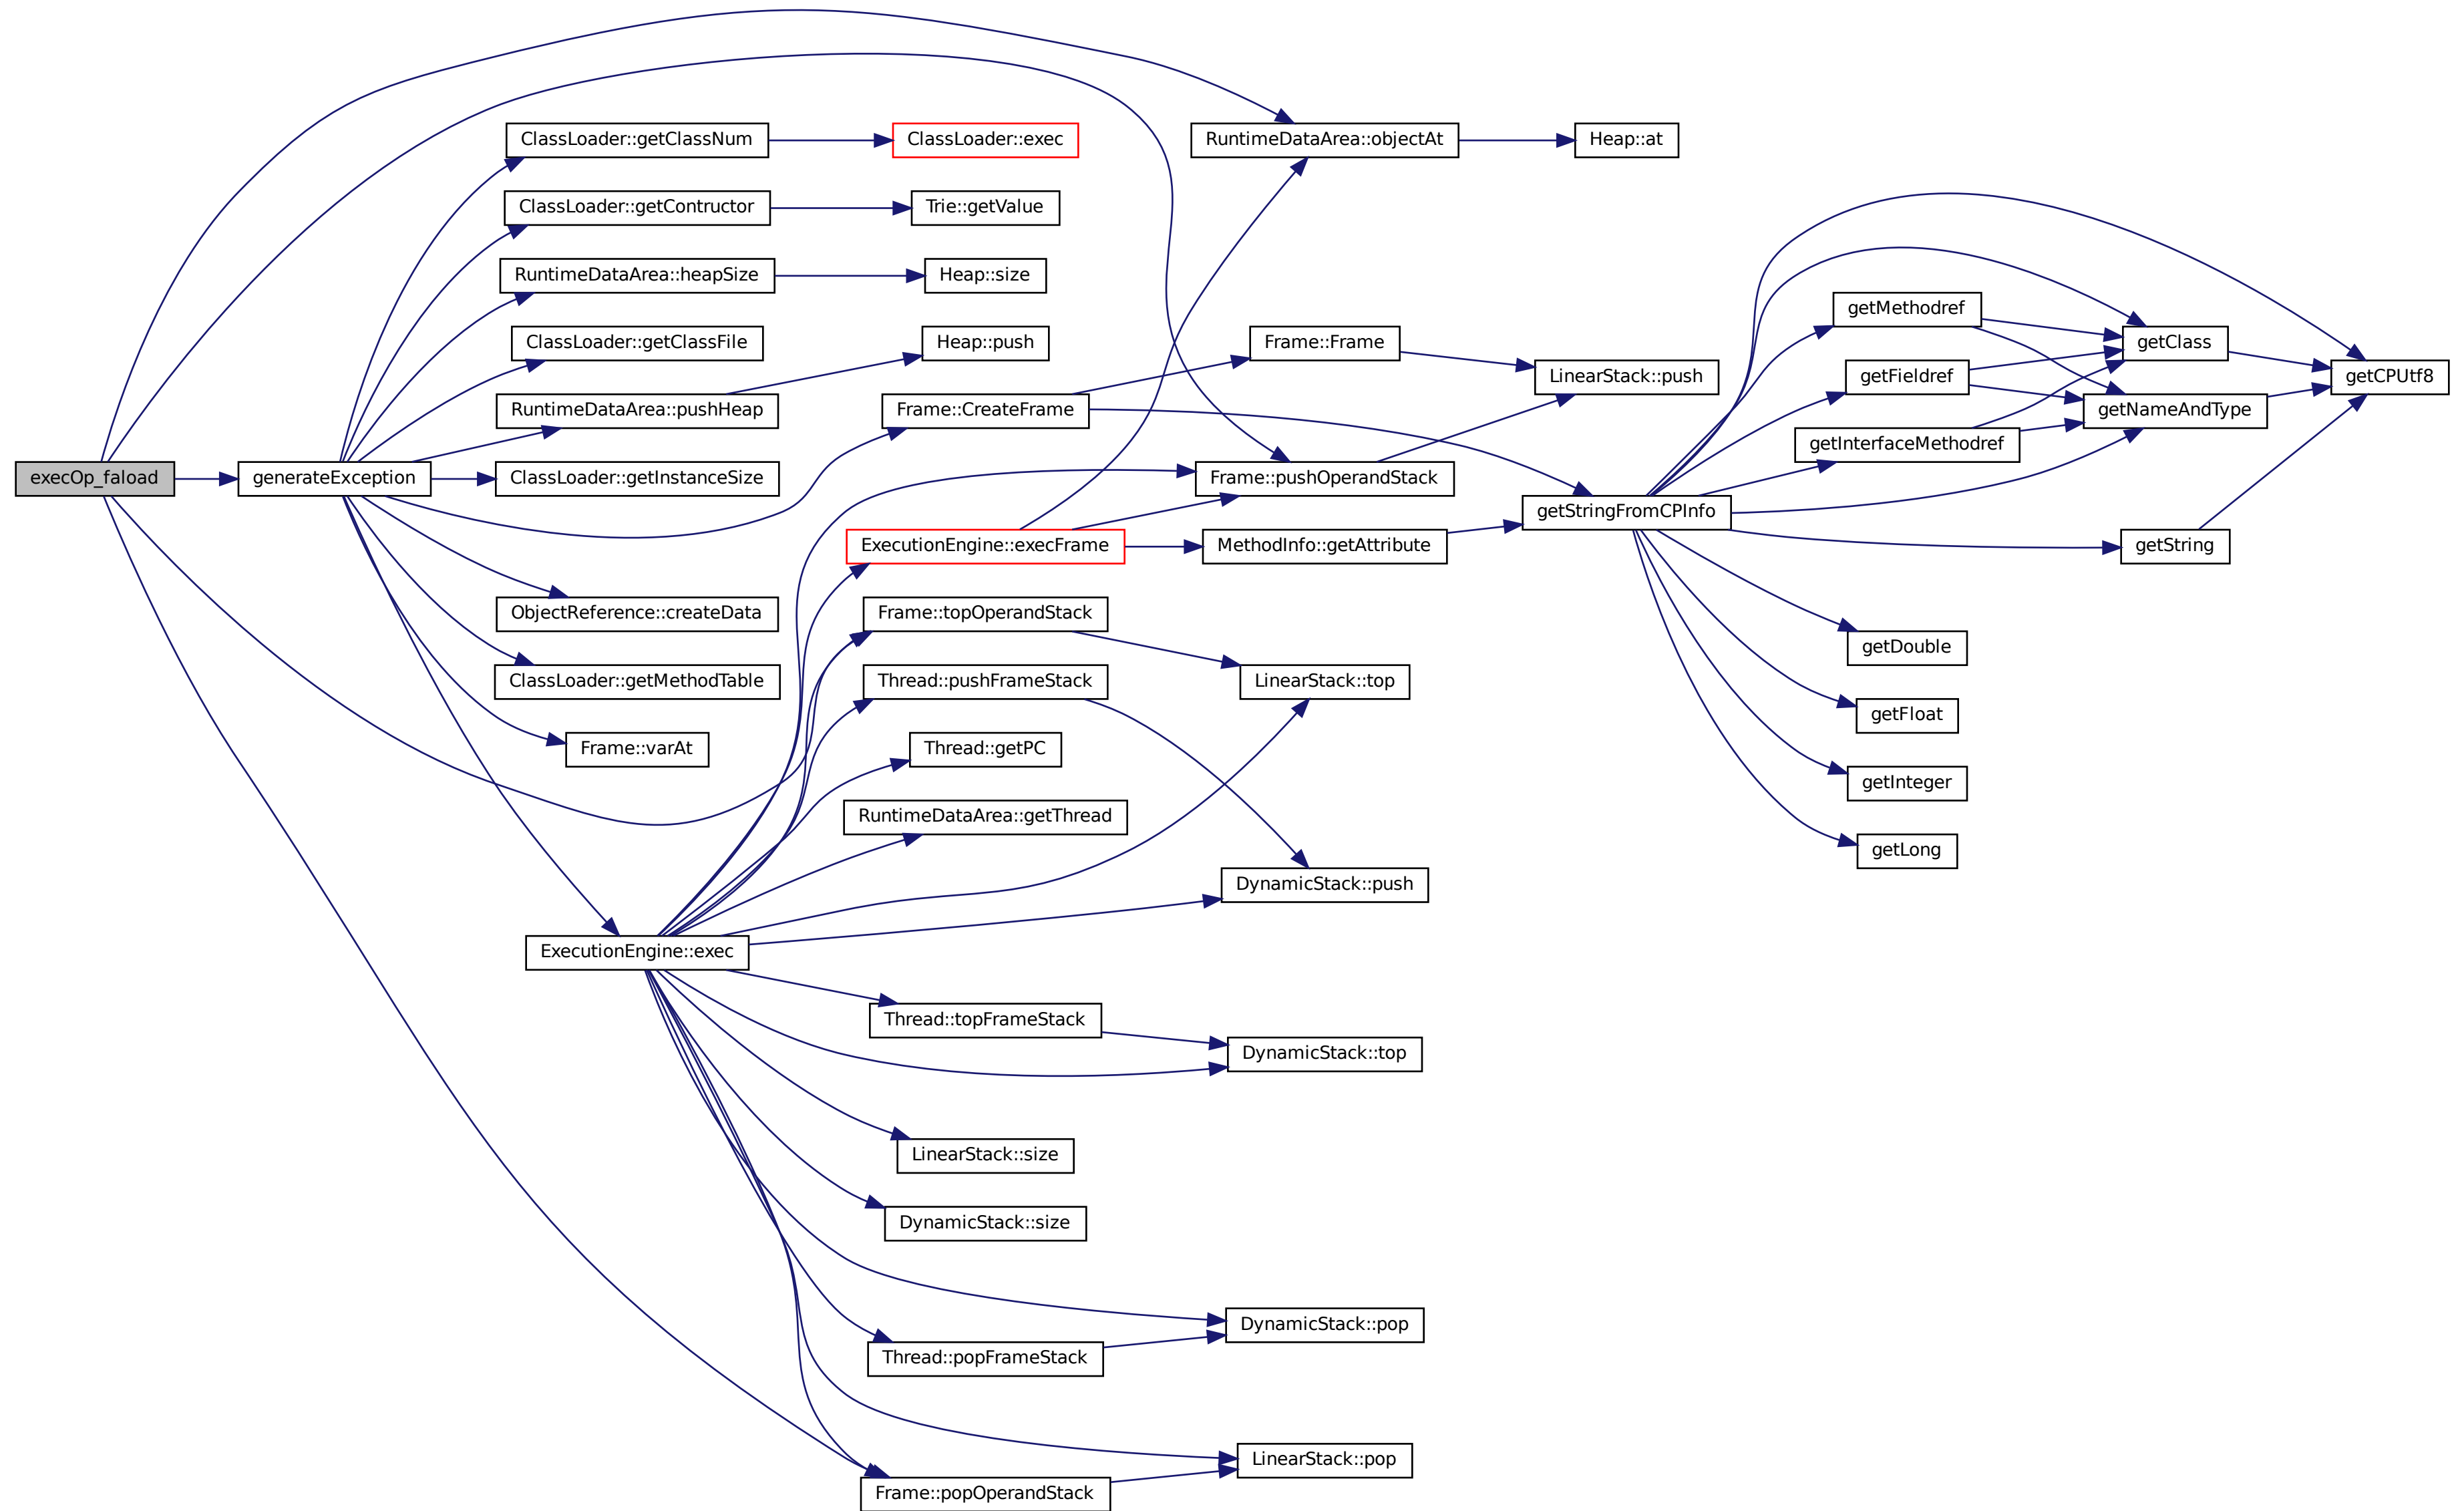 execOp_faload
generateException
ClassLoader::getClassNum
ClassLoader::exec
ClassLoader::getContructor
Trie::getValue
RuntimeDataArea::heapSize
Heap::size
ClassLoader::getClassFile
RuntimeDataArea::pushHeap
Heap::push
ClassLoader::getInstanceSize
Frame::CreateFrame
Frame::Frame
LinearStack::push
ObjectReference::createData
ClassLoader::getMethodTable
Frame::varAt
ExecutionEngine::exec
RuntimeDataArea::objectAt
Heap::at
Frame::pushOperandStack
ExecutionEngine::execFrame
MethodInfo::getAttribute
getStringFromCPInfo
getMethodref
getFieldref
getInterfaceMethodref
getClass
getNameAndType
getCPUtf8
getString
getDouble
getFloat
getInteger
getLong
Frame::topOperandStack
LinearStack::top
Thread::pushFrameStack
Thread::getPC
RuntimeDataArea::getThread
DynamicStack::push
Thread::topFrameStack
DynamicStack::top
LinearStack::size
DynamicStack::size
DynamicStack::pop
Thread::popFrameStack
LinearStack::pop
Frame::popOperandStack